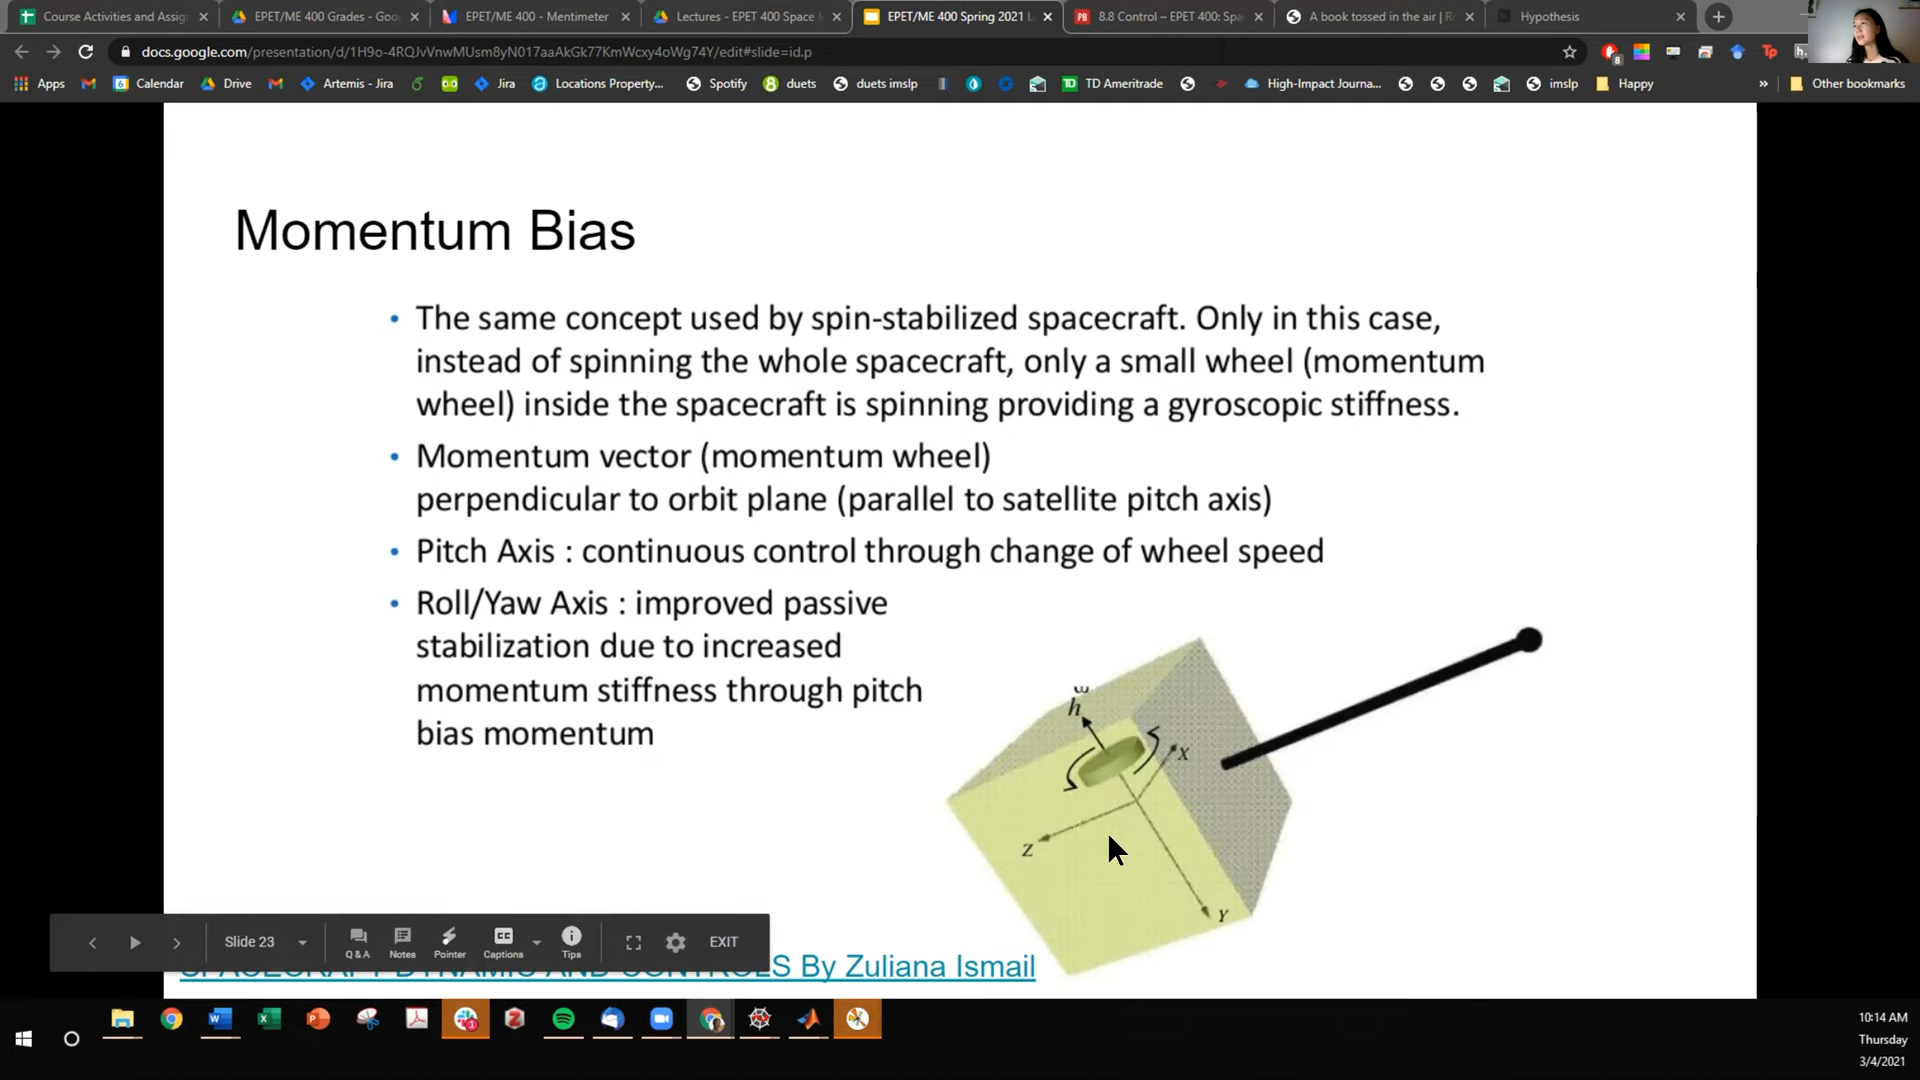 Course Activities and Assig
EPET/ME 400 Grades - Goo
EPET/ME 400 - Mentimeter
Lectures - EPET 400 Space M
EPET/ME 400 Spring 2021 L
8.8 Control – EPET 400: Spa
A book tossed in the air | R
Hypothesis
docs.google.com/presentation/d/1H9o-4RQJvVnwMUsm8yN017aaAkGk77KmWcxy4oWg74Y/edit#slide=id.p
Apps
Calendar
Drive
Artemis - Jira
Jira
Locations Property...
Spotify
duets
duets imslp
TD Ameritrade
High-Impact Journa...
imslp
Happy
Other bookmarks
Momentum Bias
• The same concept used by spin-stabilized spacecraft. Only in this case,
instead of spinning the whole spacecraft, only a small wheel (momentum
wheel) inside the spacecraft is spinning providing a gyroscopic stiffness.
• Momentum vector (momentum wheel)
perpendicular to orbit plane (parallel to satellite pitch axis)
• Pitch Axis : continuous control through change of wheel speed
• Roll/Yaw Axis : improved passive
stabilization due to increased
momentum stiffness through pitch
bias momentum
ω
h
X
Z
Y
Slide 23
Q & A
Notes
Pointer
Captions
Tips
EXIT
SPACECRAFT DYNAMIC AND CONTROLS By Zuliana Ismail
10:14 AM
Thursday
3/4/2021